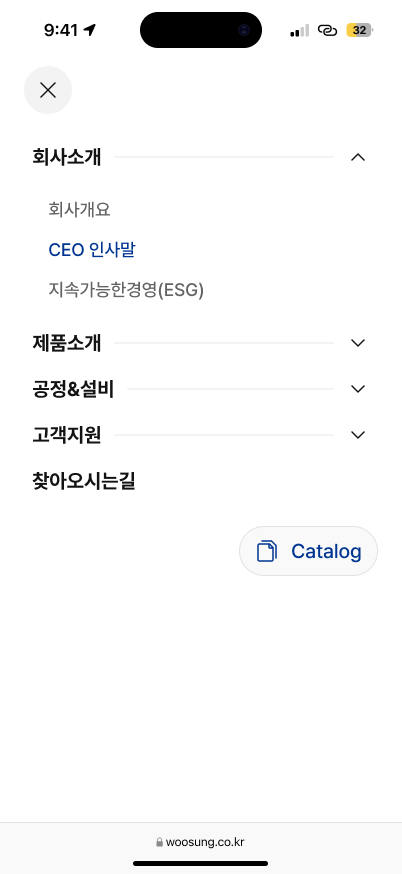 9:41
32
회사소개
회사개요
CEO 인사말
지속가능한경영(ESG)
제품소개
공정&설비
고객지원
찾아오시는길
Catalog
woosung.co.kr